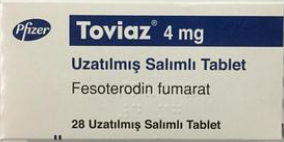 Pfizer
Toviaz® 4 mg
Uzatılmış Salımlı Tablet
Fesoterodin fumarat
28 Uzatılmış Salımlı Tablet